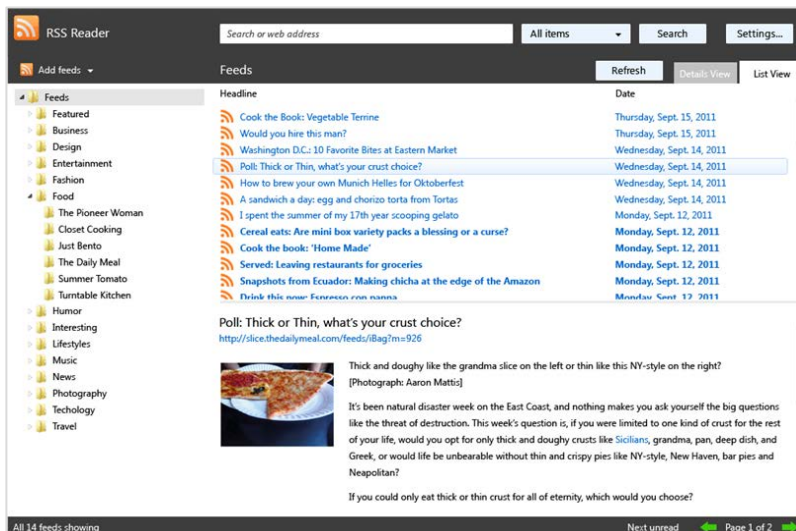 RSS Reader
Search or web address
All items
Search
Settings...
Add feeds
Feeds
Refresh
Details View
List View
Feeds
Featured
Business
Design
Entertainment
Fashion
Food
The Pioneer Woman
Closet Cooking
Just Bento
The Daily Meal
Summer Tomato
Turntable Kitchen
Humor
Interesting
Lifestyles
Music
News
Photography
Techology
Travel
Headline Date
Cook the Book: Vegetable Terrine Thursday, Sept. 15, 2011
Would you hire this man? Thursday, Sept. 15, 2011
Washington D.C.: 10 Favorite Bites at Eastern Market Wednesday, Sept. 14, 2011
Poll: Thick or Thin, what's your crust choice? Wednesday, Sept. 14, 2011
How to brew your own Munich Helles for Oktoberfest Wednesday, Sept. 14, 2011
A sandwich a day: egg and chorizo torta from Tortas Wednesday, Sept. 14, 2011
I spent the summer of my 17th year scooping gelato Monday, Sept. 12, 2011
Cereal eats: Are mini box variety packs a blessing or a curse? Monday, Sept. 12, 2011
Cook the book: 'Home Made' Monday, Sept. 12, 2011
Served: Leaving restaurants for groceries Monday, Sept. 12, 2011
Snapshots from Ecuador: Making chicha at the edge of the Amazon Monday, Sept. 12, 2011
Drink this now: Espresso con panna Monday, Sept. 12, 2011
Poll: Thick or Thin, what's your crust choice?
http://slice.thedailymeal.com/feeds/iBag?m=926
Thick and doughy like the grandma slice on the left or thin like this NY-style on the right?
[Photograph: Aaron Mattis]
It's been natural disaster week on the East Coast, and nothing makes you ask yourself the big questions
like the threat of destruction. This week's question is, if you were limited to one kind of crust for the rest
of your life, would you opt for only thick and doughy crusts like Sicilians, grandma, pan, deep dish, and
Greek, or would life be unbearable without thin and crispy pies like NY-style, New Haven, bar pies and
Neapolitan?
If you could only eat thick or thin crust for all of eternity, which would you choose?
All 14 feeds showing
Next unread
Page 1 of 2